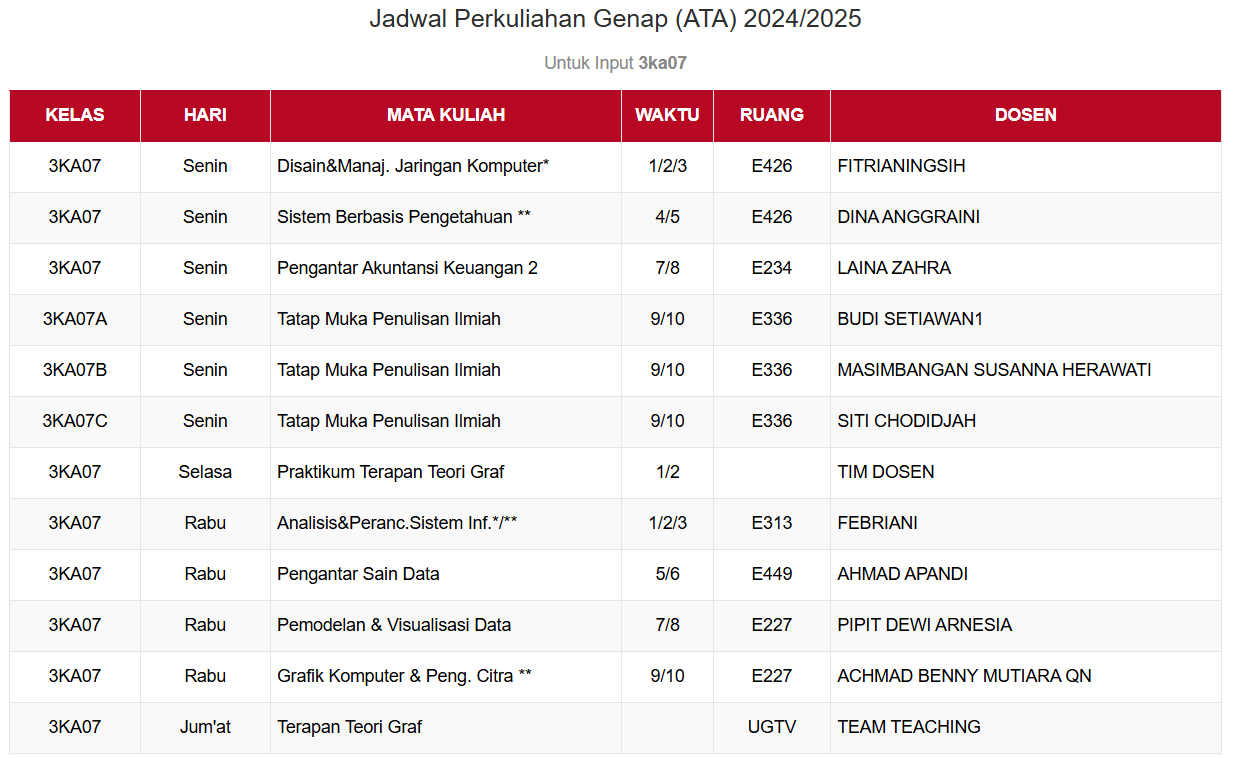 Jadwal Perkuliahan Genap (ATA) 2024/2025
Untuk Input 3ka07
KELAS HARI MATA KULIAH WAKTU RUANG DOSEN
3KA07 Senin Disain&Manaj. Jaringan Komputer* 1/2/3 E426 FITRIANINGSIH
3KA07 Senin Sistem Berbasis Pengetahuan ** 4/5 E426 DINA ANGGRAINI
3KA07 Senin Pengantar Akuntansi Keuangan 2 7/8 E234 LAINA ZAHRA
3KA07A Senin Tatap Muka Penulisan Ilmiah 9/10 E336 BUDI SETIAWAN1
3KA07B Senin Tatap Muka Penulisan Ilmiah 9/10 E336 MASIMBANGAN SUSANNA HERAWATI
3KA07C Senin Tatap Muka Penulisan Ilmiah 9/10 E336 SITI CHODIDJAH
3KA07 Selasa Praktikum Terapan Teori Graf 1/2 TIM DOSEN
3KA07 Rabu Analisis&Peranc.Sistem Inf.*/** 1/2/3 E313 FEBRIANI
3KA07 Rabu Pengantar Sain Data 5/6 E449 AHMAD APANDI
3KA07 Rabu Pemodelan & Visualisasi Data 7/8 E227 PIPIT DEWI ARNESIA
3KA07 Rabu Grafik Komputer & Peng. Citra ** 9/10 E227 ACHMAD BENNY MUTIARA QN
3KA07 Jum'at Terapan Teori Graf UGTV TEAM TEACHING